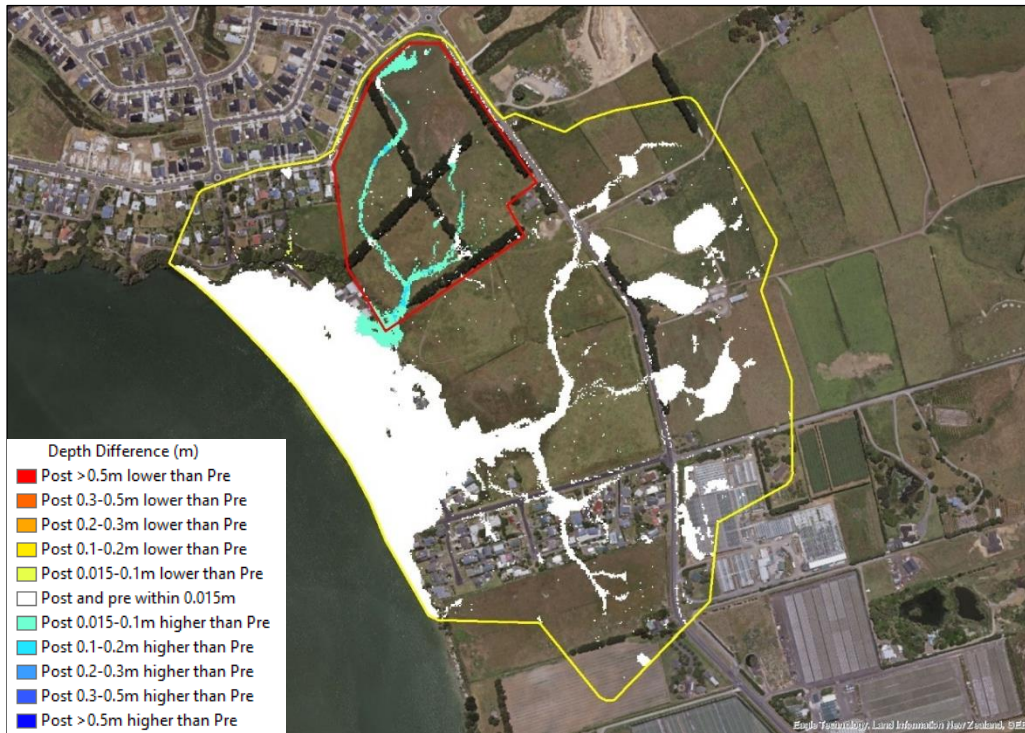 Depth Difference (m)
Post >0.5m lower than Pre
Post 0.3-0.5m lower than Pre
Post 0.2-0.3m lower than Pre
Post 0.1-0.2m lower than Pre
Post 0.015-0.1m lower than Pre
Post and pre within 0.015m
Post 0.015-0.1m higher than Pre
Post 0.1-0.2m higher than Pre
Post 0.2-0.3m higher than Pre
Post 0.3-0.5m higher than Pre
Post >0.5m higher than Pre
Eagle Technology, Land Information New Zealand,